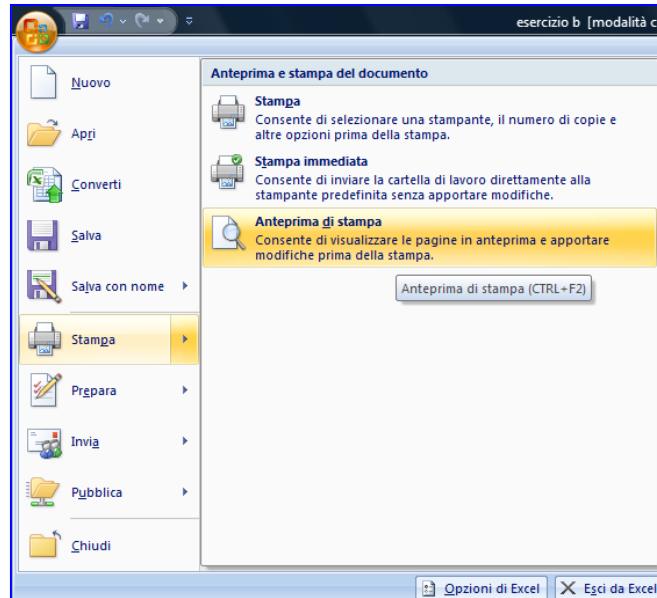 esercizio b [modalità c
Nuovo
Apri
Converti
Salva
Salva con nome
Stampa
Prepara
Invia
Pubblica
Chiudi
Anteprima e stampa del documento
Stampa
Consente di selezionare una stampante, il numero di copie e
altre opzioni prima della stampa.
Stampa immediata
Consente di inviare la cartella di lavoro direttamente alla
stampante predefinita senza apportare modifiche.
Anteprima di stampa
Consente di visualizzare le pagine in anteprima e apportare
modifiche prima della stampa.
Anteprima di stampa (CTRL+F2)
Opzioni di Excel
Esci da Excel